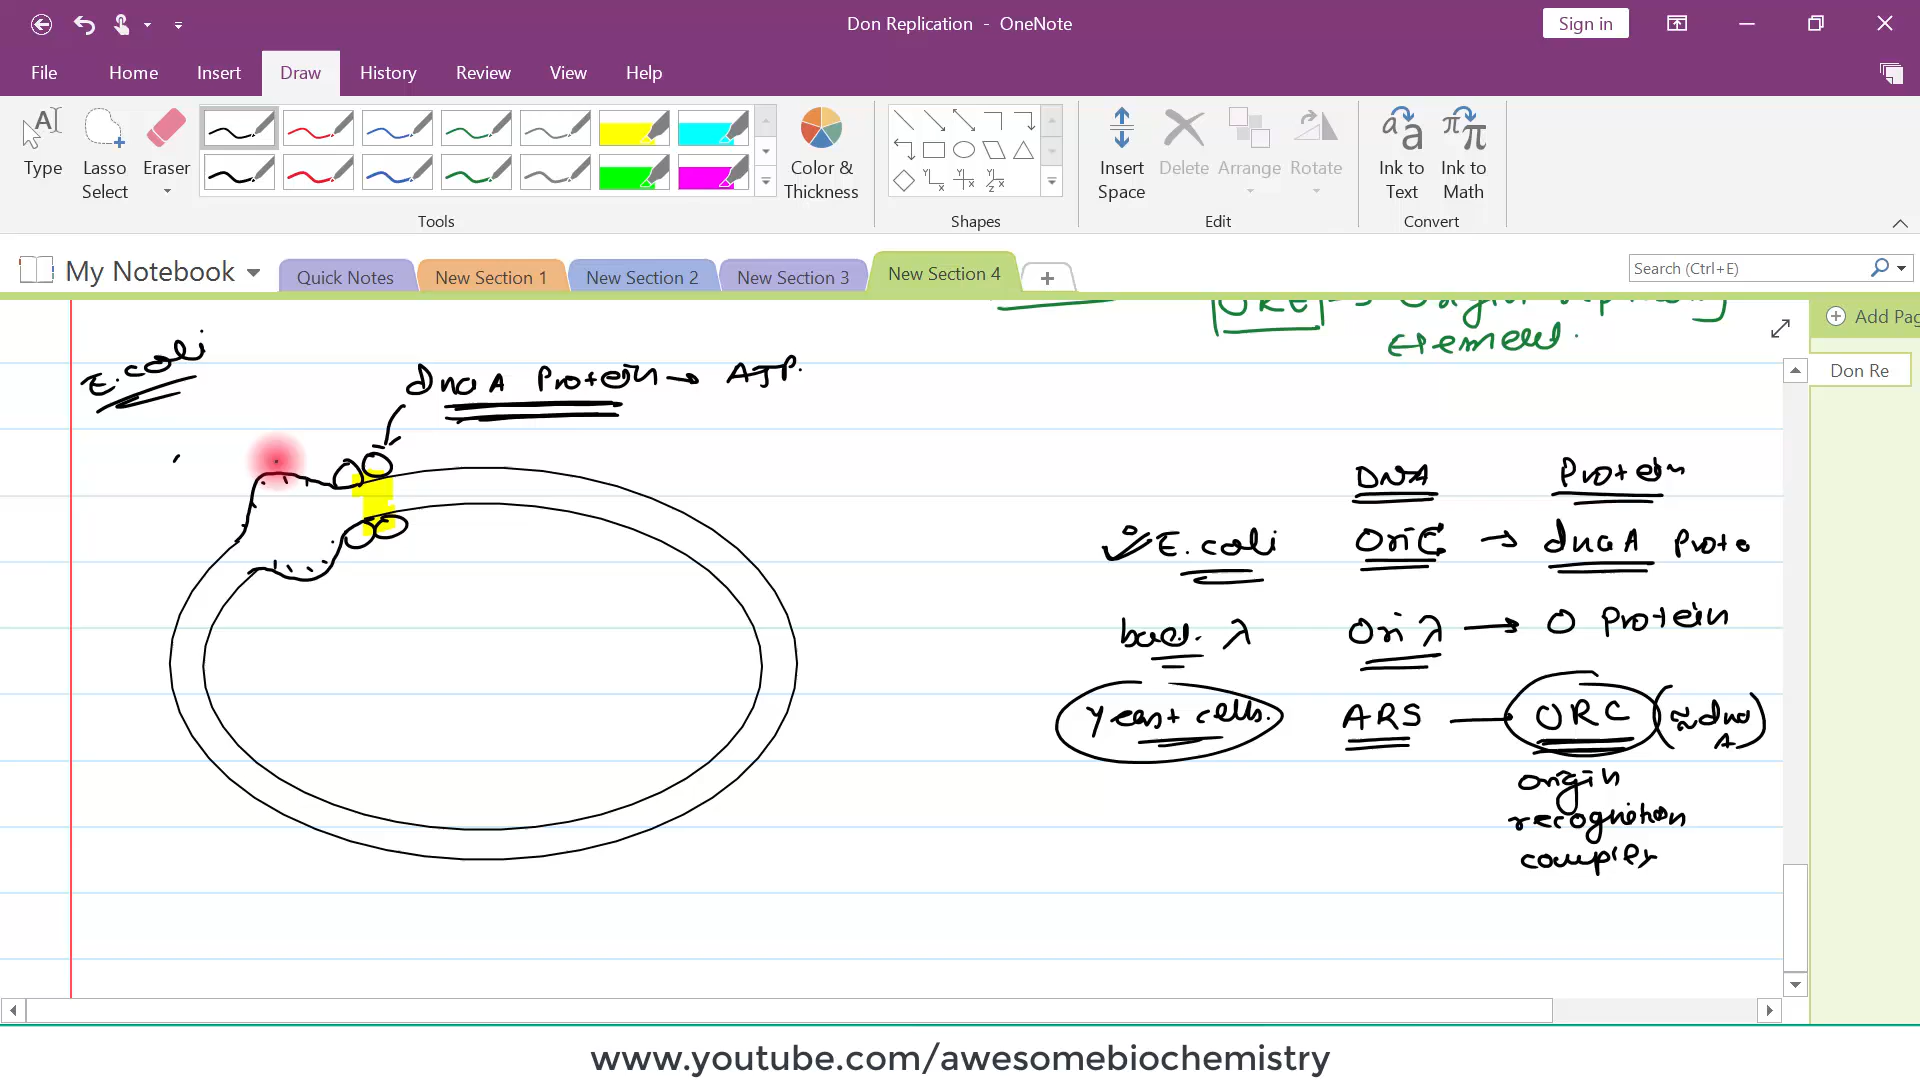 Don Replication - OneNote
Sign in
File Home Insert Draw History Review View Help
Type
Lasso Select
Eraser
Color & Thickness
Insert Space
Delete
Arrange
Rotate
Ink to Text
Ink to Math
Tools
Shapes
Edit
Convert
My Notebook
Quick Notes
New Section 1
New Section 2
New Section 3
New Section 4
Search (Ctrl+E)
Add Pag
Don Re
Element.
E. coli
dna A Protein → ATP.
DNA Protein
E. coli OriC → dna A Prote
bact. λ Ori λ → O Protein
Yeast cells. ARS — ORC (≈ dna A)
origin
recognition
complex
www.youtube.com/awesomebiochemistry